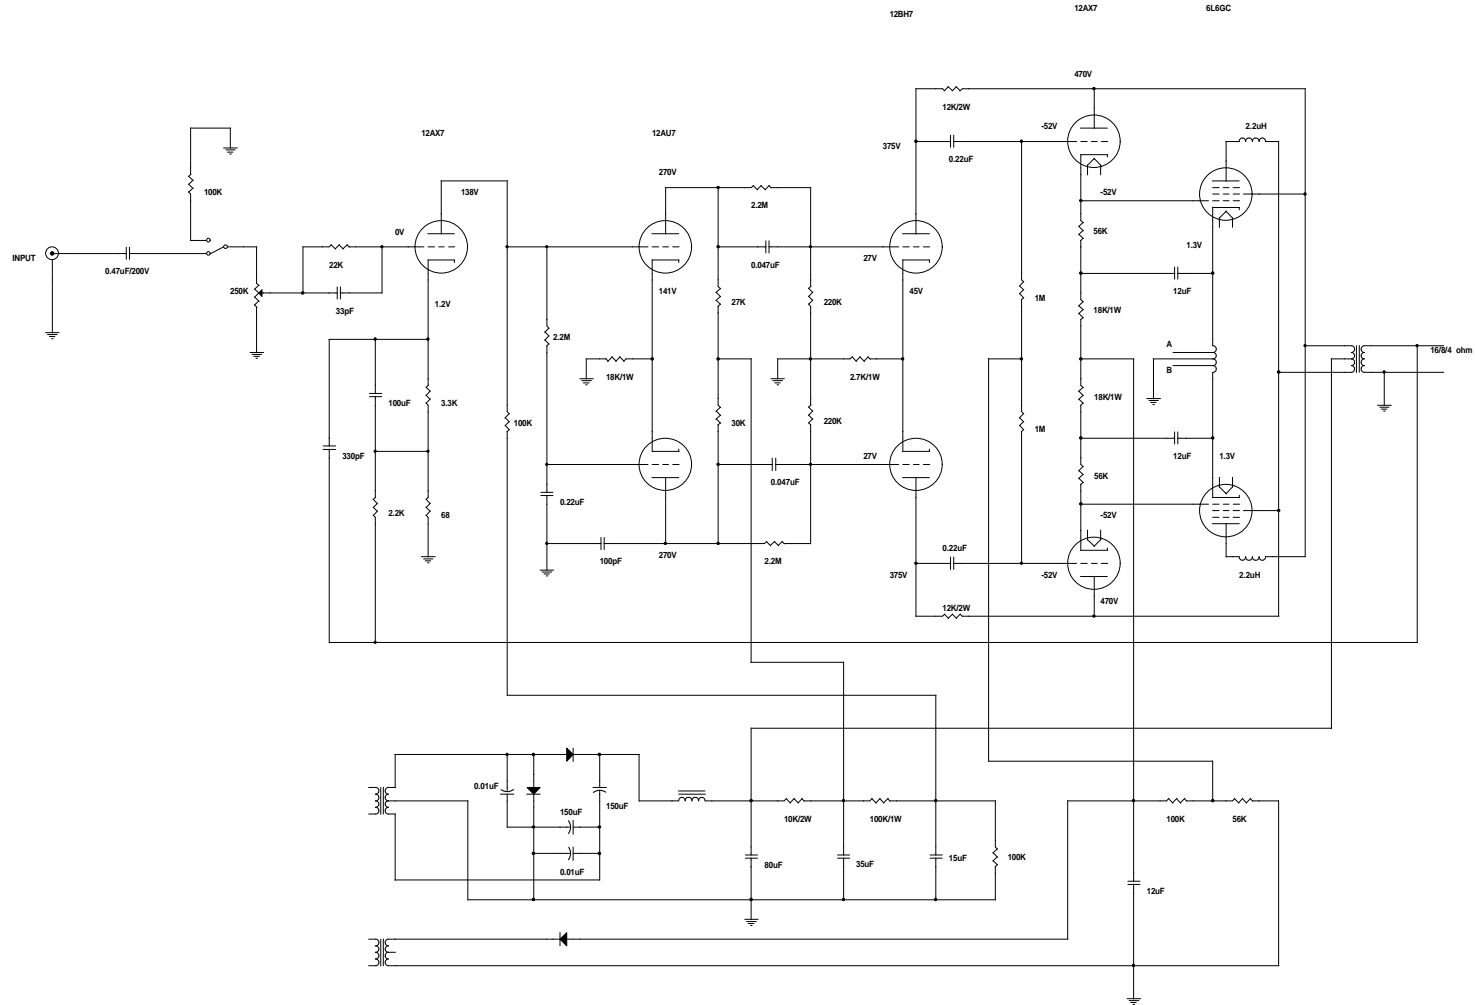 12BH7
12AX7
6L6GC
470V
12K/2W
-52V
2.2uH
12AX7
12AU7
375V
0.22uF
270V
138V
100K
-52V
2.2M
0V
56K
1.3V
INPUT
22K
0.047uF
27V
0.47uF/200V
250K
141V
45V
12uF
33pF
1.2V
27K
220K
1M
18K/1W
2.2M
A
16/8/4 ohm
B
18K/1W
2.7K/1W
18K/1W
100uF
3.3K
100K
30K
220K
1M
330pF
27V
12uF
1.3V
56K
0.047uF
2.2K
68
0.22uF
-52V
0.22uF
100pF
270V
2.2M
375V
-52V
2.2uH
12K/2W
470V
0.01uF
150uF
150uF
10K/2W
100K/1W
100K
56K
0.01uF
80uF
35uF
15uF
100K
12uF